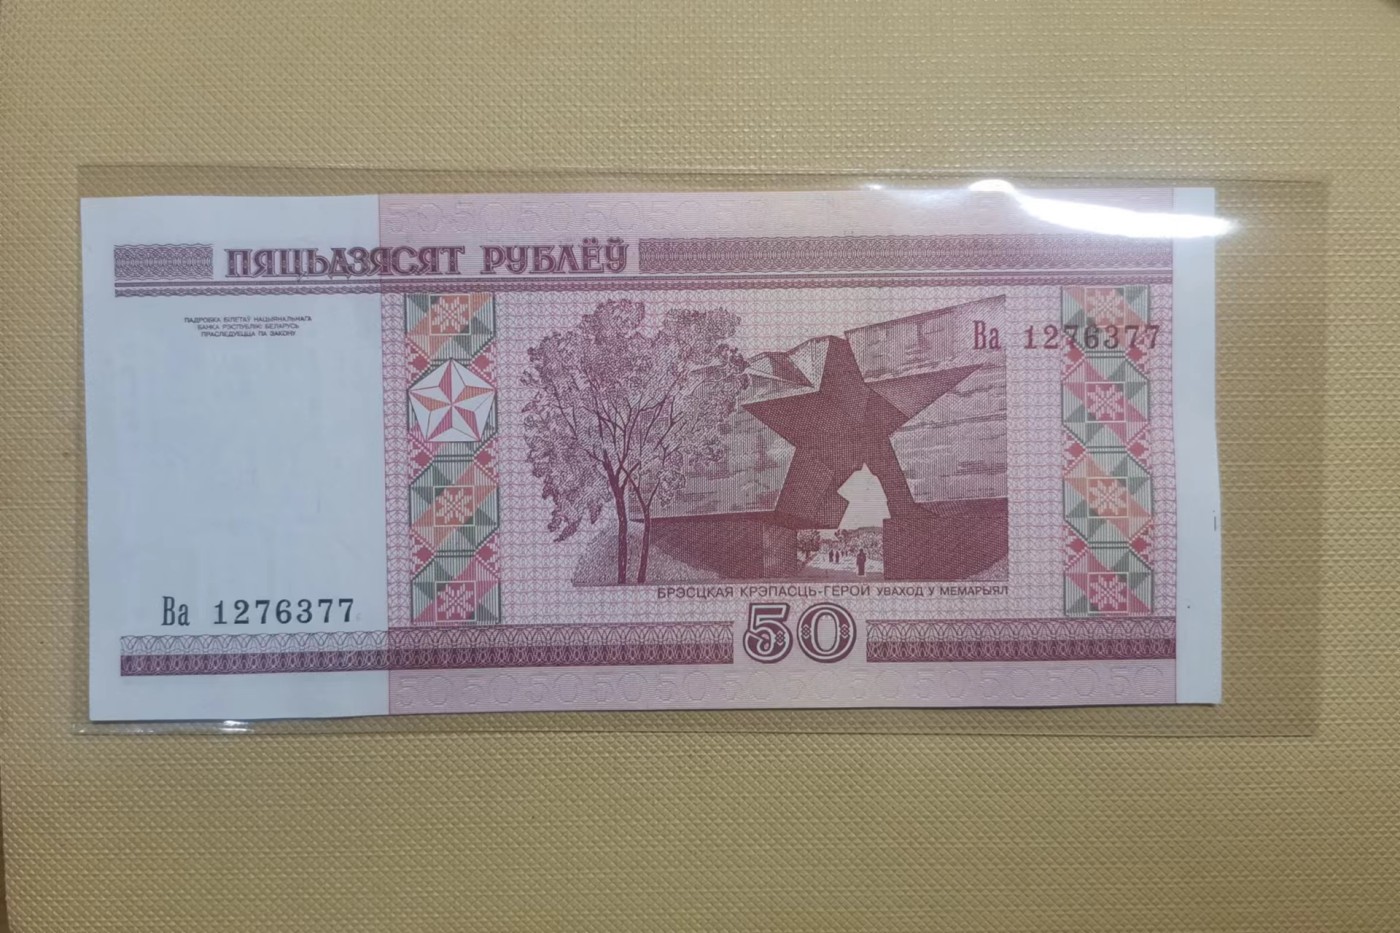 ПЯЦЬДЗЯСЯТ РУБЛЁЎ
ПАДРОБКА БІЛЕТАЎ НАЦЫЯНАЛЬНАГА
БАНКА РЭСПУБЛІКІ БЕЛАРУСЬ
ПРАСЛЕДУЕЦЦА ПА ЗАКОНУ
Ва 1276377
Ва 1276377
БРЭСЦКАЯ КРЭПАСЦЬ-ГЕРОЙ УВАХОД У МЕМАРЫЯЛ
50